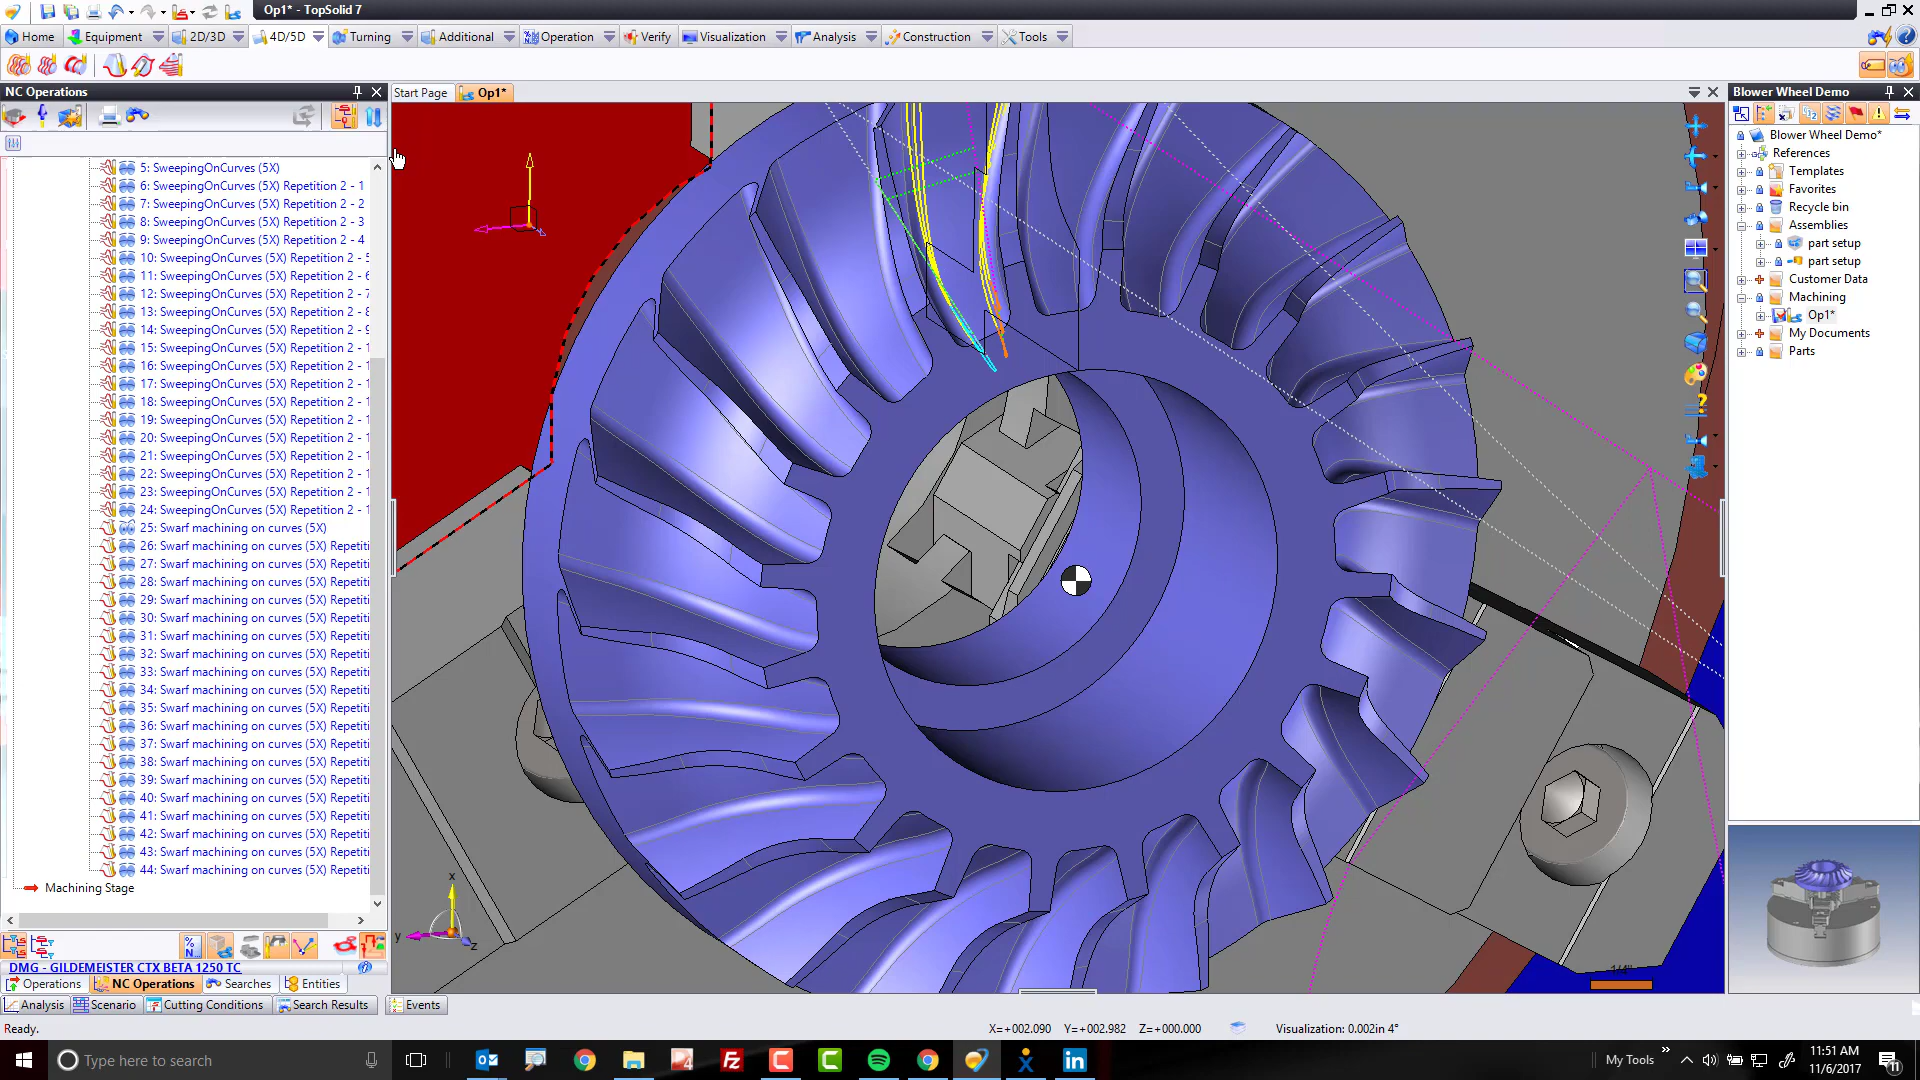 Op1* - TopSolid 7
Home Equipment 2D/3D 4D/5D Turning Additional Operation Verify Visualization Analysis Construction Tools
NC Operations
Start Page Op1*
Blower Wheel Demo
5: SweepingOnCurves (5X)
6: SweepingOnCurves (5X) Repetition 2 - 1
7: SweepingOnCurves (5X) Repetition 2 - 2
8: SweepingOnCurves (5X) Repetition 2 - 3
9: SweepingOnCurves (5X) Repetition 2 - 4
10: SweepingOnCurves (5X) Repetition 2 - 5
11: SweepingOnCurves (5X) Repetition 2 - 6
12: SweepingOnCurves (5X) Repetition 2 - 7
13: SweepingOnCurves (5X) Repetition 2 - 8
14: SweepingOnCurves (5X) Repetition 2 - 9
15: SweepingOnCurves (5X) Repetition 2 - 1
16: SweepingOnCurves (5X) Repetition 2 - 1
17: SweepingOnCurves (5X) Repetition 2 - 1
18: SweepingOnCurves (5X) Repetition 2 - 1
19: SweepingOnCurves (5X) Repetition 2 - 1
20: SweepingOnCurves (5X) Repetition 2 - 1
21: SweepingOnCurves (5X) Repetition 2 - 1
22: SweepingOnCurves (5X) Repetition 2 - 1
23: SweepingOnCurves (5X) Repetition 2 - 1
24: SweepingOnCurves (5X) Repetition 2 - 1
25: Swarf machining on curves (5X)
26: Swarf machining on curves (5X) Repetiti
27: Swarf machining on curves (5X) Repetiti
28: Swarf machining on curves (5X) Repetiti
29: Swarf machining on curves (5X) Repetiti
30: Swarf machining on curves (5X) Repetiti
31: Swarf machining on curves (5X) Repetiti
32: Swarf machining on curves (5X) Repetiti
33: Swarf machining on curves (5X) Repetiti
34: Swarf machining on curves (5X) Repetiti
35: Swarf machining on curves (5X) Repetiti
36: Swarf machining on curves (5X) Repetiti
37: Swarf machining on curves (5X) Repetiti
38: Swarf machining on curves (5X) Repetiti
39: Swarf machining on curves (5X) Repetiti
40: Swarf machining on curves (5X) Repetiti
41: Swarf machining on curves (5X) Repetiti
42: Swarf machining on curves (5X) Repetiti
43: Swarf machining on curves (5X) Repetiti
44: Swarf machining on curves (5X) Repetiti
Machining Stage
DMG - GILDEMEISTER CTX BETA 1250 TC
Operations NC Operations Searches Entities
Analysis Scenario Cutting Conditions Search Results Events
x
y
z
1/4"
Blower Wheel Demo*
References
Templates
Favorites
Recycle bin
Assemblies
part setup
part setup
Customer Data
Machining
Op1*
My Documents
Parts
Ready.
X=+002.090 Y=+002.982 Z=+000.000 Visualization: 0.002in 4°
Type here to search
My Tools
11:51 AM
11/6/2017
11